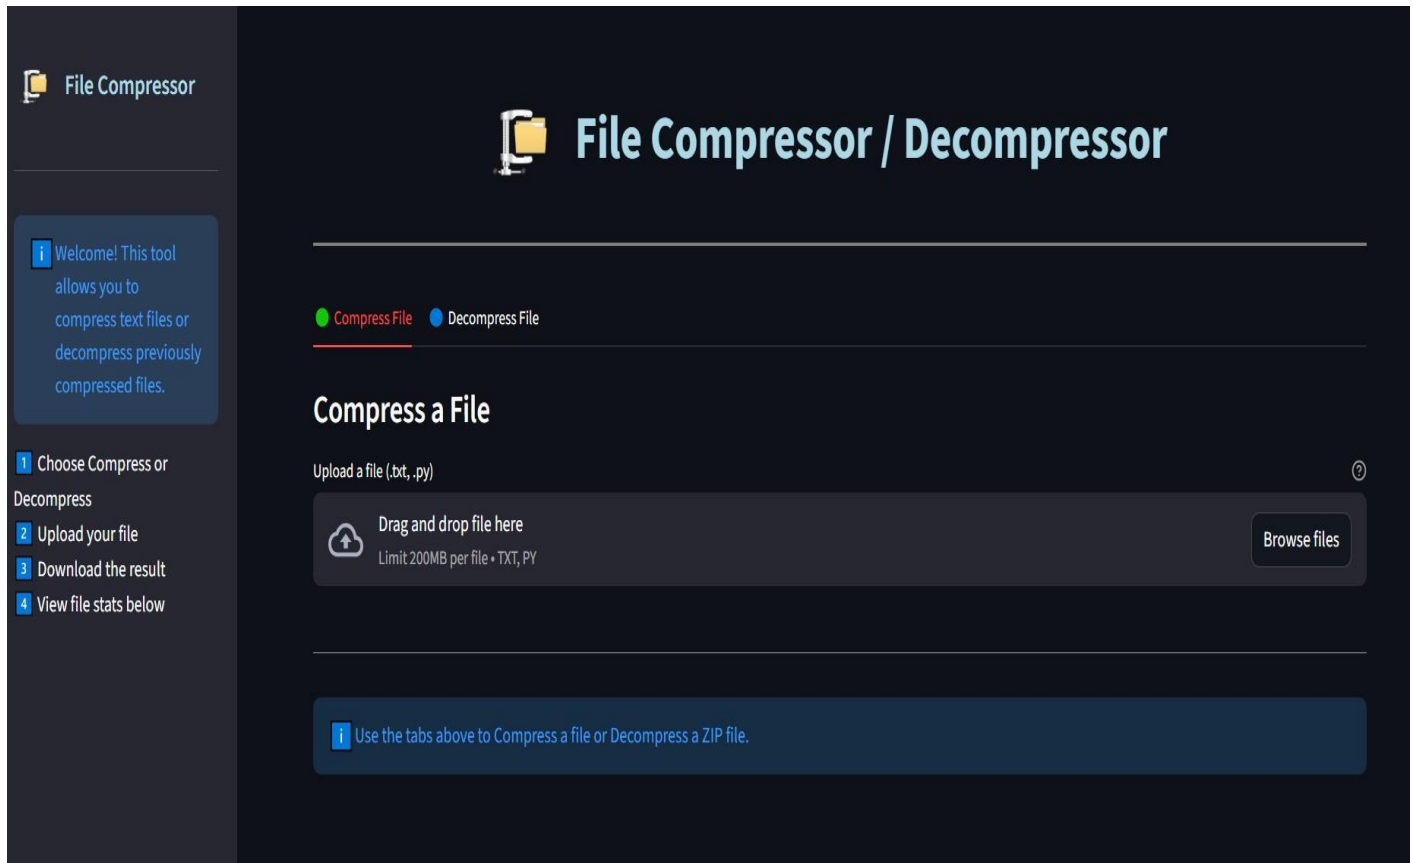 File Compressor
i Welcome! This tool
allows you to
compress text files or
decompress previously
compressed files.
1 Choose Compress or
Decompress
2 Upload your file
3 Download the result
4 View file stats below
File Compressor / Decompressor
Compress File Decompress File
Compress a File
Upload a file (.txt, .py)
?
Drag and drop file here
Limit 200MB per file • TXT, PY
Browse files
i Use the tabs above to Compress a file or Decompress a ZIP file.